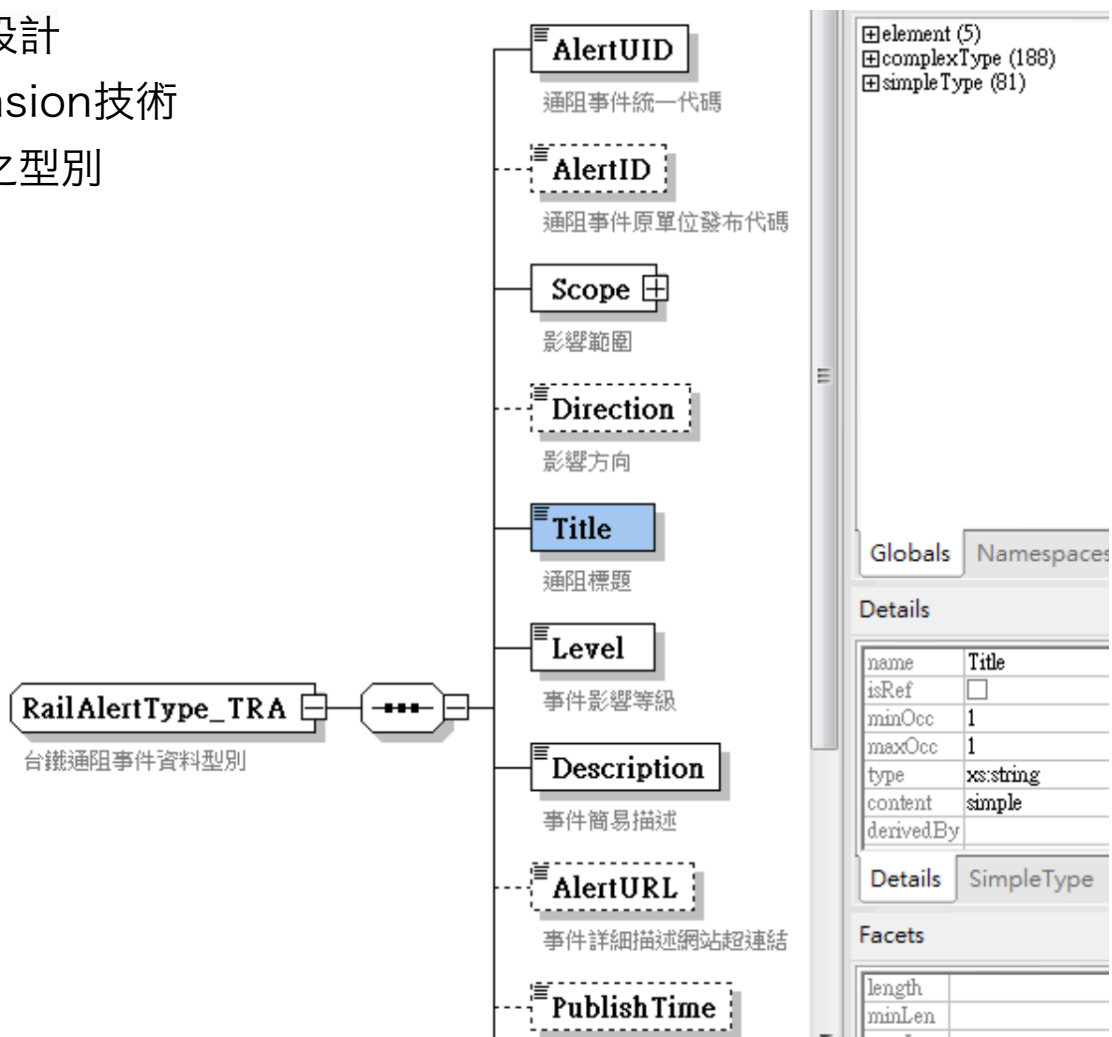 設計
nsion技術
之型別
AlertUID
通阻事件統一代碼
AlertID
通阻事件原單位發布代碼
Scope
影響範圍
Direction
影響方向
Title
通阻標題
Level
事件影響等級
RailAlertType_TRA
台鐵通阻事件資料型別
Description
事件簡易描述
AlertURL
事件詳細描述網站超連結
PublishTime
element (5)
complexType (188)
simpleType (81)
Globals Namespaces
Details
name Title
isRef
minOcc 1
maxOcc 1
type xs:string
content simple
derivedBy
Details SimpleType
Facets
length
minLen